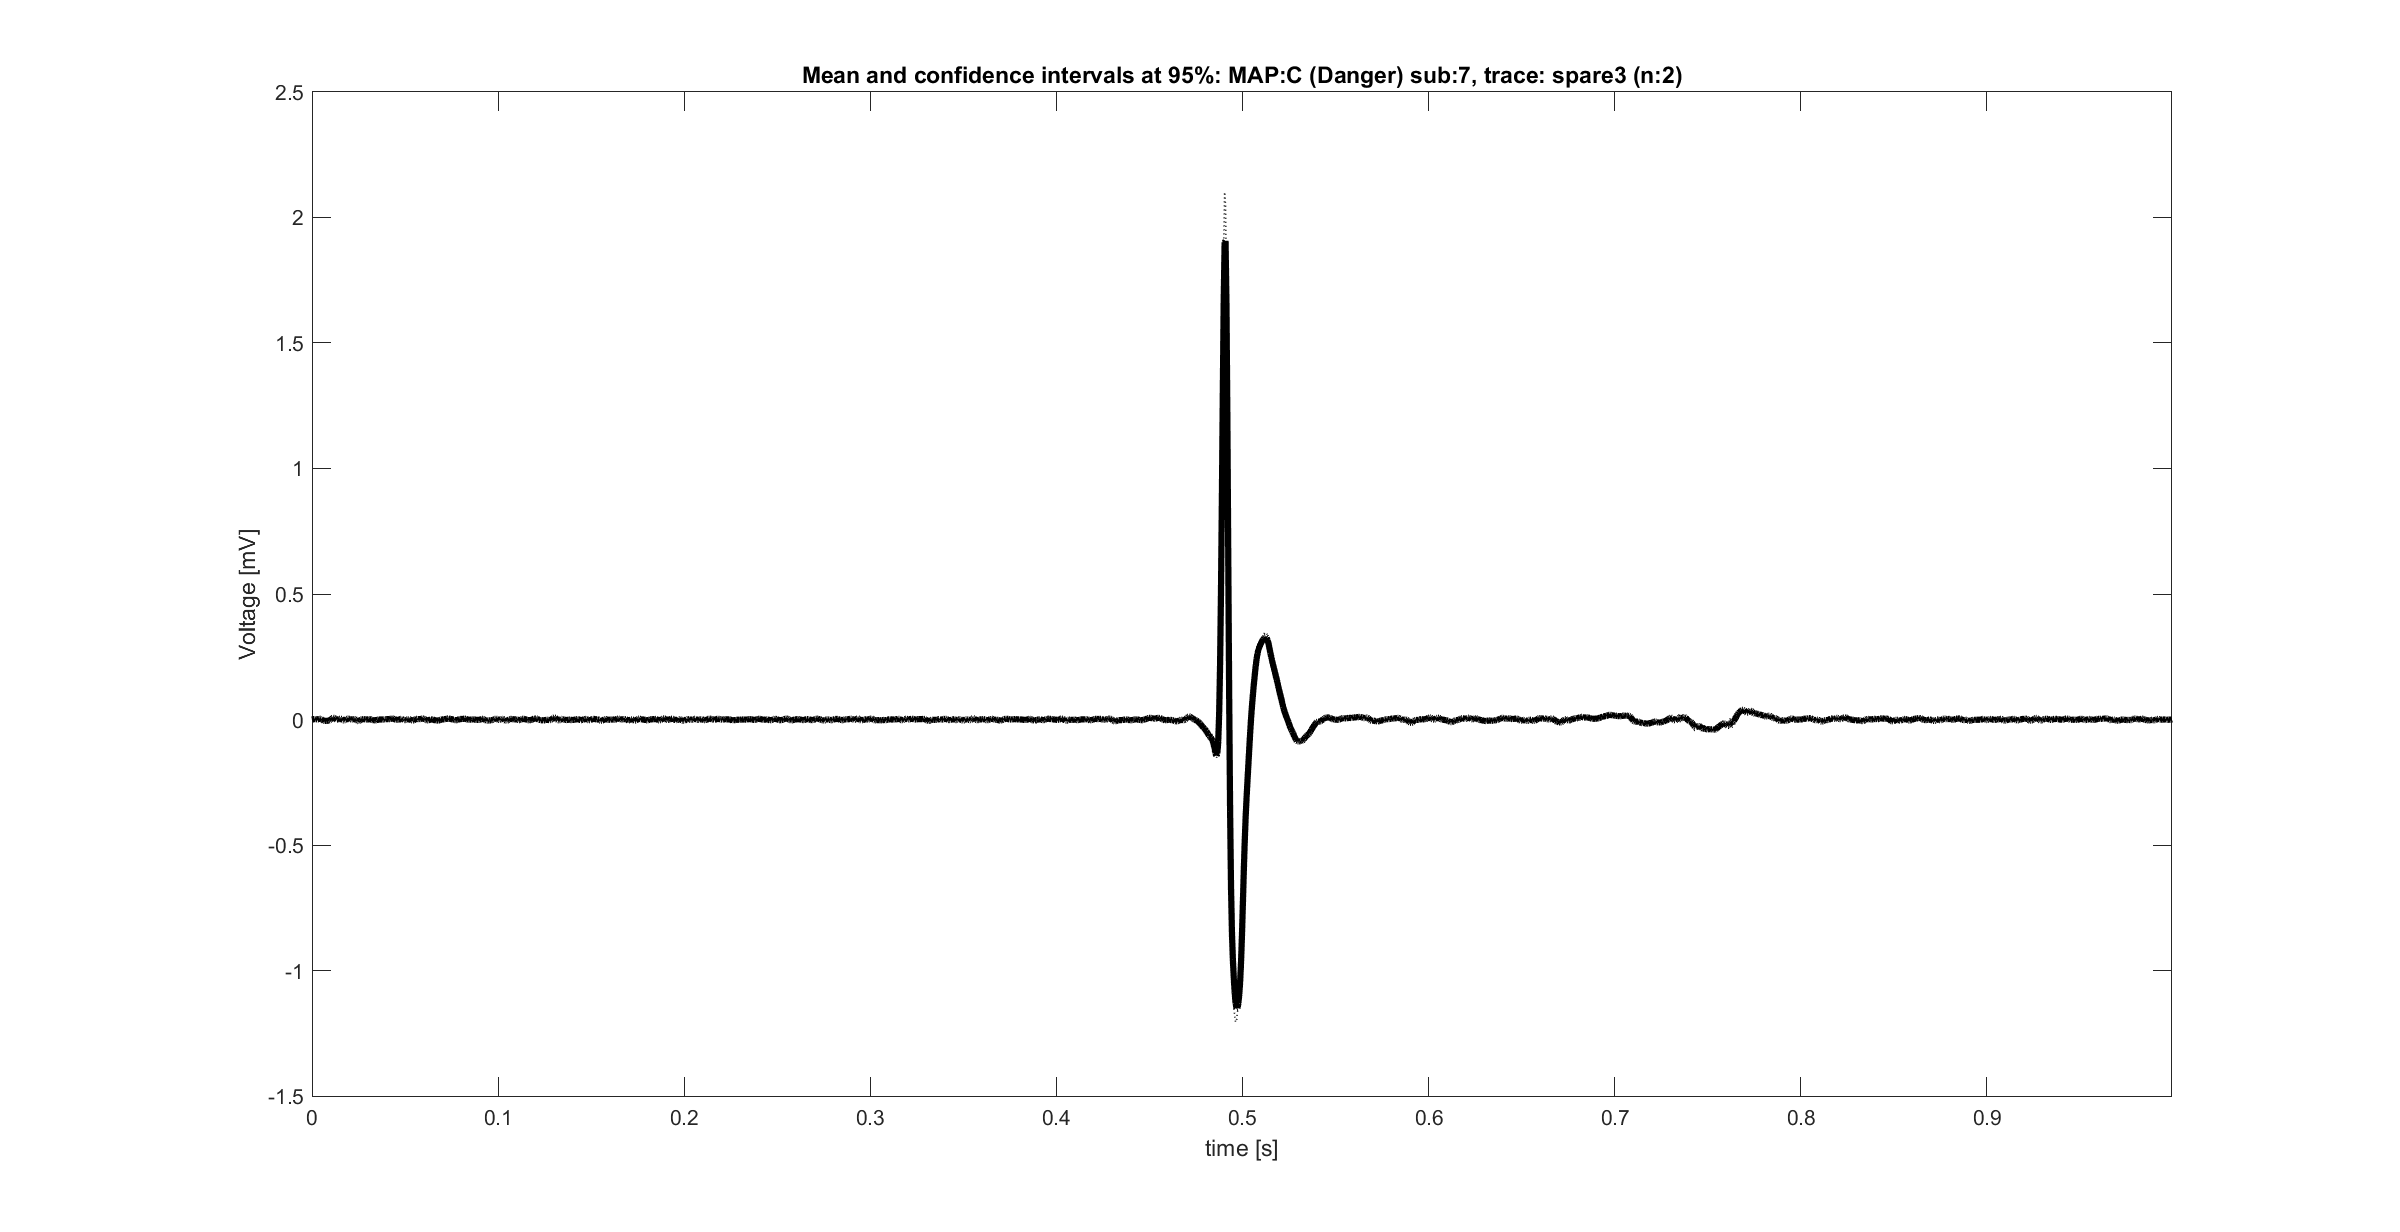 Mean and confidence intervals at 95%: MAP:C (Danger) sub:7, trace: spare3 (n:2)
2.5
2
1.5
1
0.5
0
-0.5
-1
-1.5
Voltage [mV]
0 0.1 0.2 0.3 0.4 0.5 0.6 0.7 0.8 0.9
time [s]